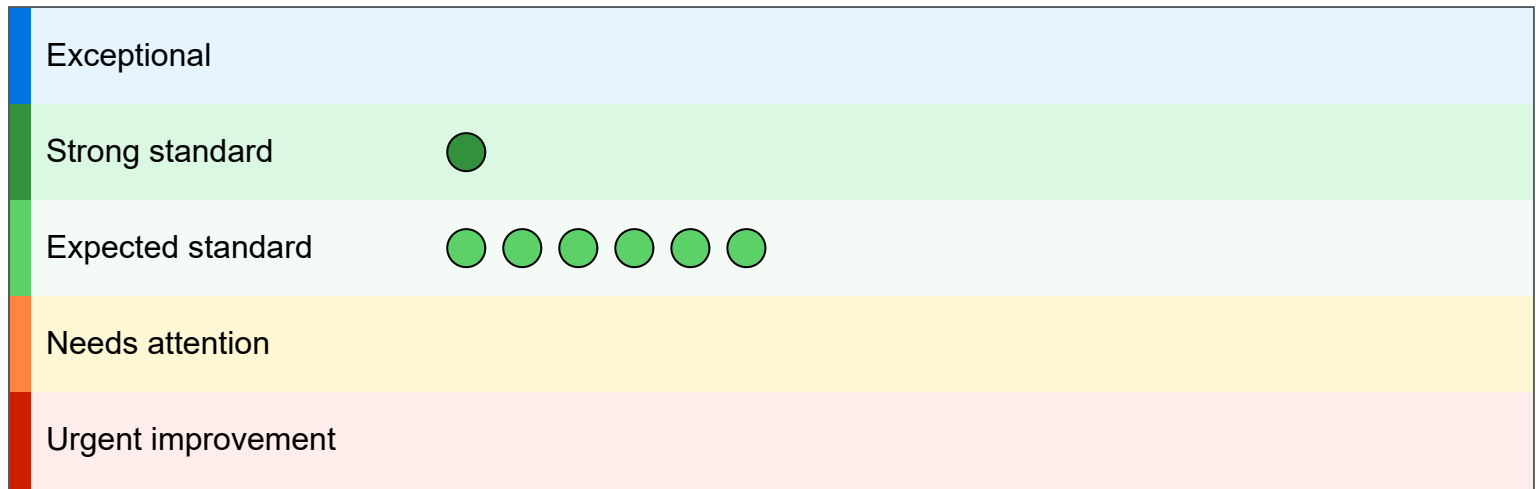 Exceptional
Strong standard
Expected standard
Needs attention
Urgent improvement